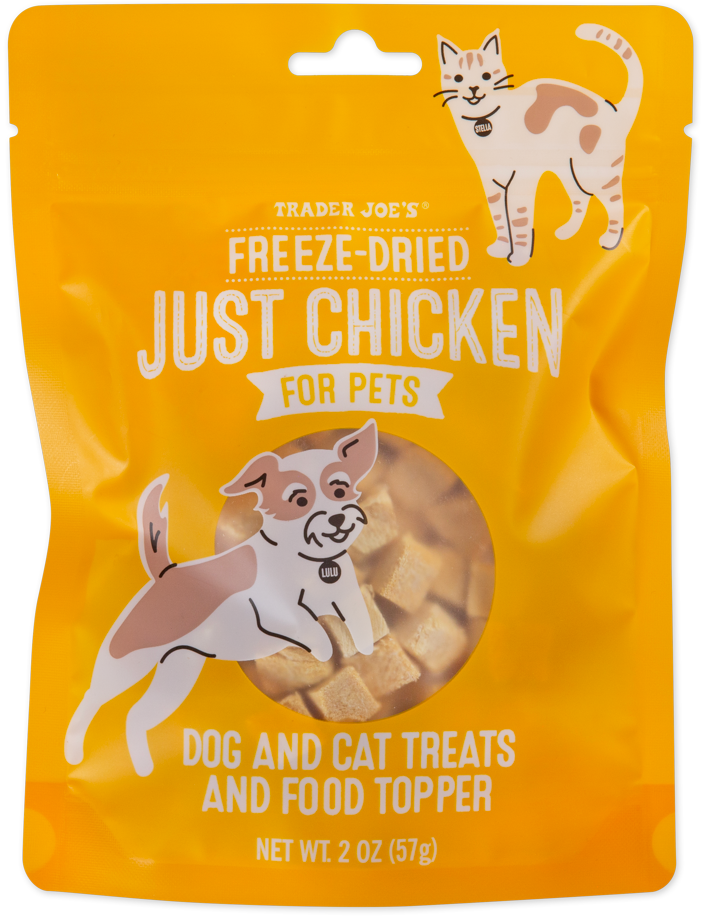 STELLA
TRADER JOE'S®
FREEZE-DRIED
JUST CHICKEN
FOR PETS
LULU
DOG AND CAT TREATS
AND FOOD TOPPER
NET WT. 2 OZ (57g)